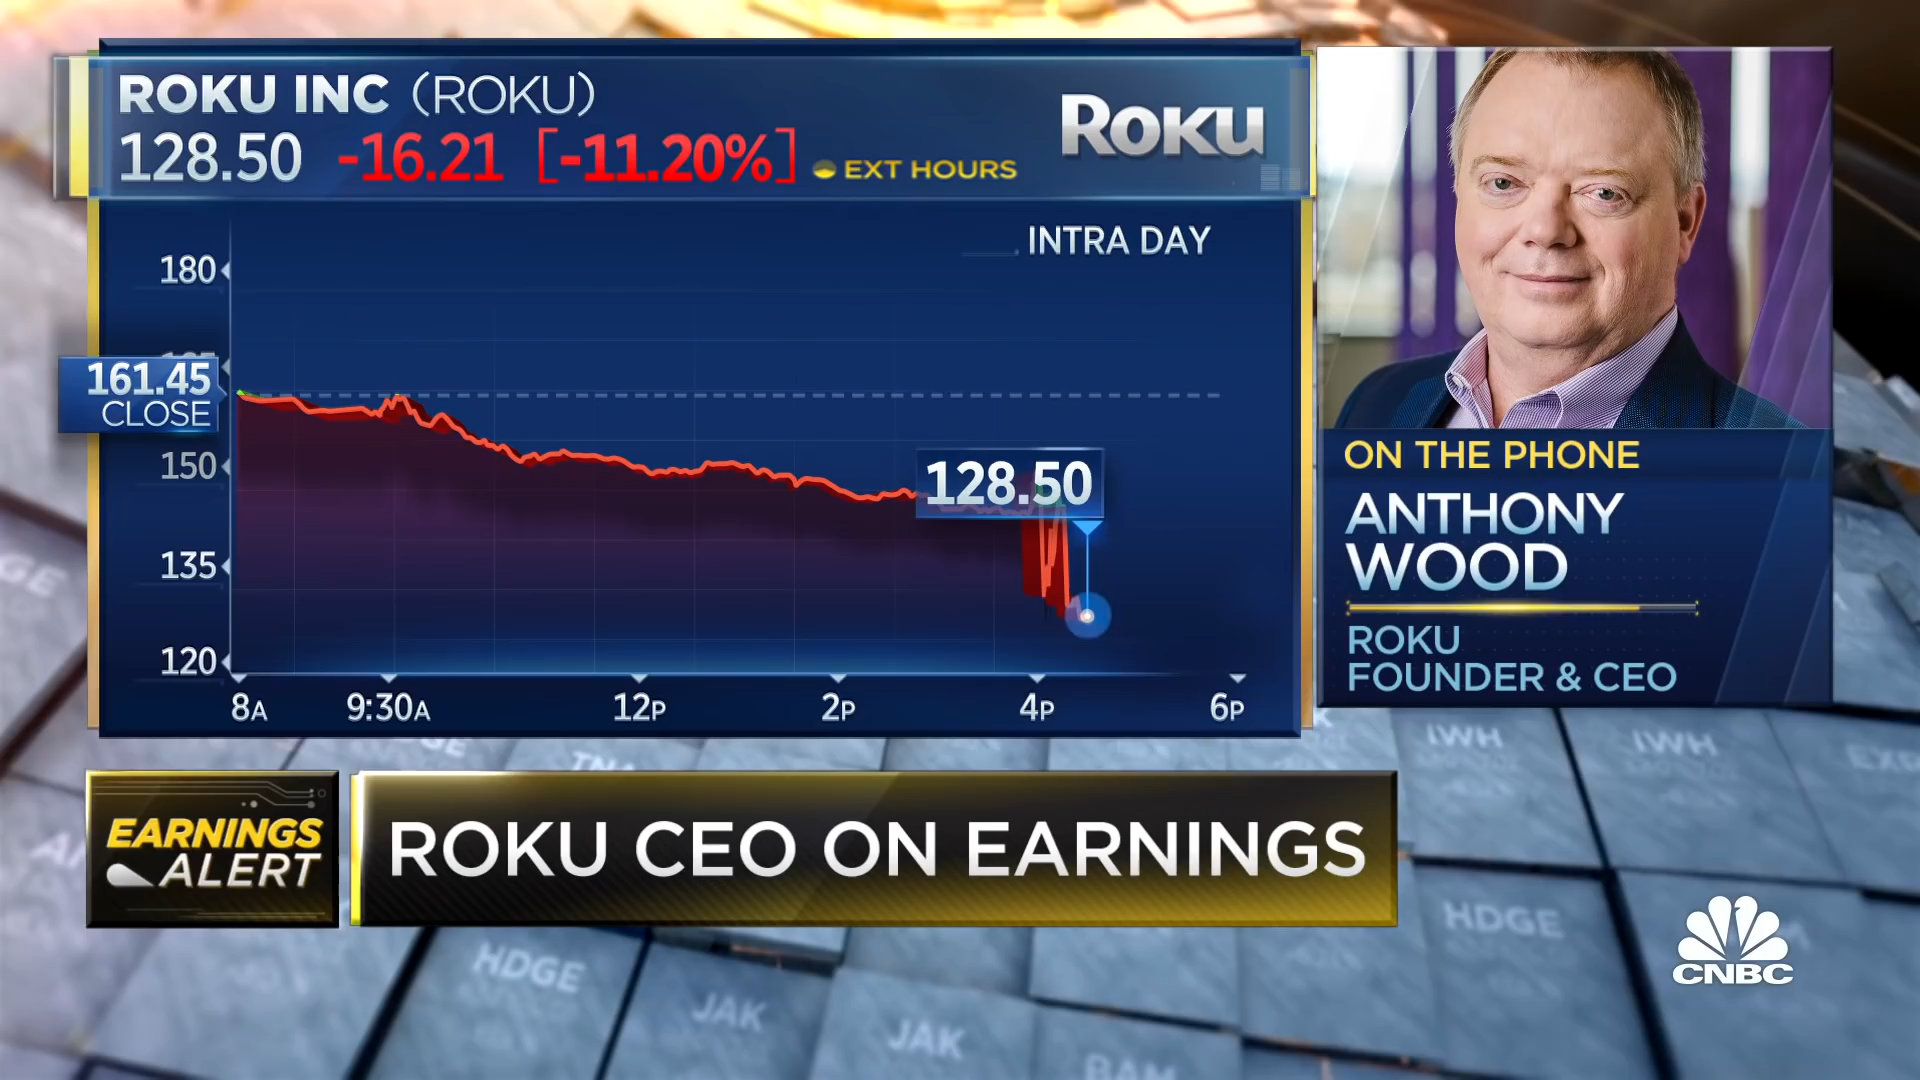 ROKU INC (ROKU)
128.50 -16.21 [-11.20%] EXT HOURS
ROKU
INTRA DAY
180
161.45
CLOSE
150
128.50
135
120
8A 9:30A 12P 2P 4P 6P
ON THE PHONE
ANTHONY
WOOD
ROKU
FOUNDER & CEO
EARNINGS
ALERT
ROKU CEO ON EARNINGS
CNBC
IWH
IWH
HDGE
HDGE
JAK
JAK